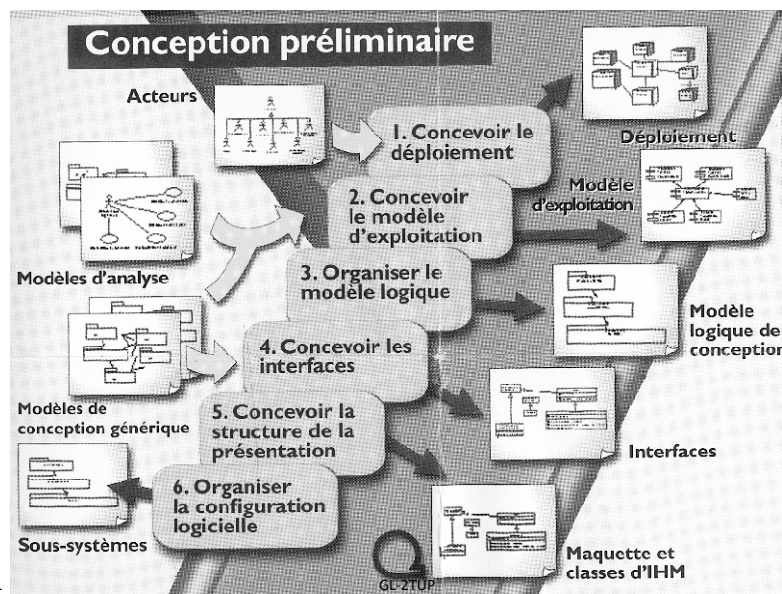 Conception préliminaire
Acteurs
1. Concevoir le
déploiement
Déploiement
2. Concevoir
le modèle
d'exploitation
Modèle
d'exploitation
Modèles d'analyse
3. Organiser le
modèle logique
Modèle
logique de
conception
4. Concevoir les
interfaces
Modèles de
conception générique
Interfaces
5. Concevoir la
structure de la
présentation
6. Organiser
la configuration
logicielle
Sous-systèmes
Maquette et
classes d'IHM
GL-2TUP